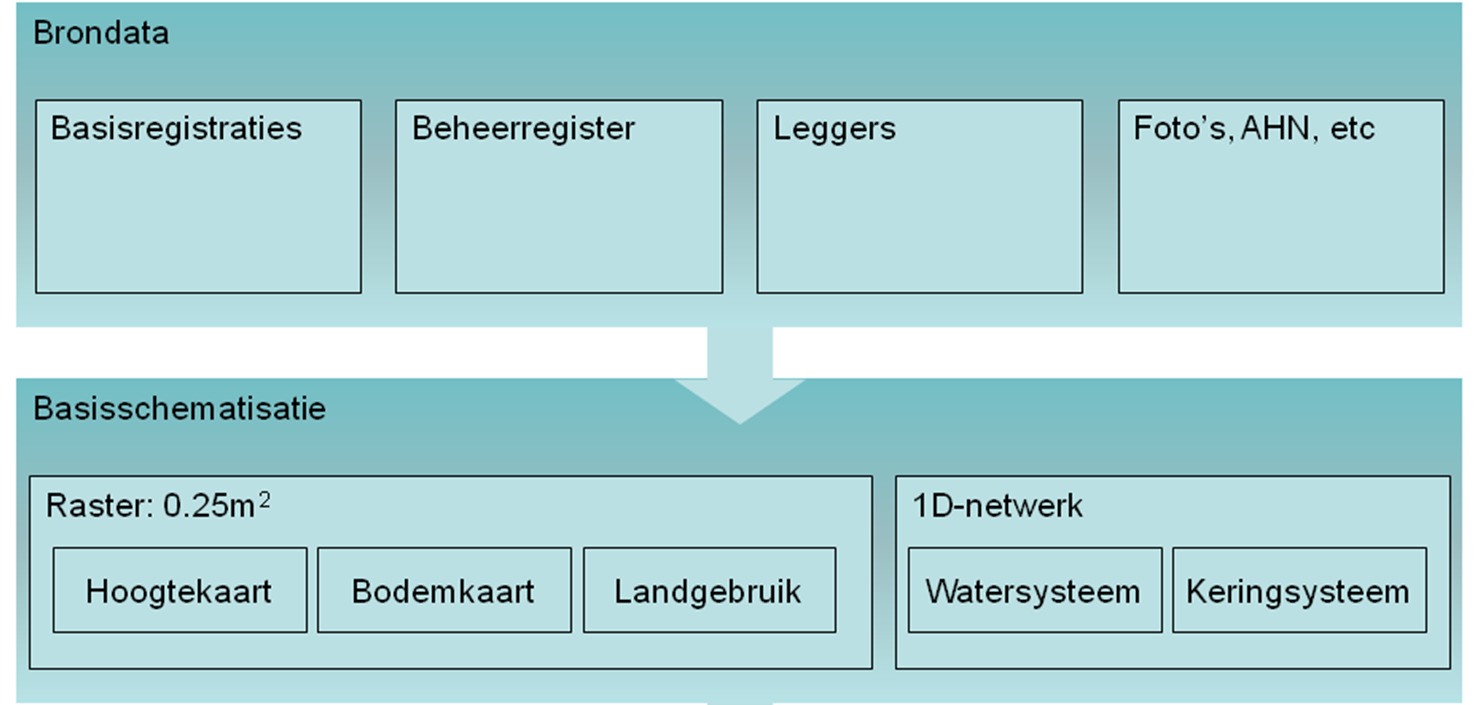 Brondata
Basisregistraties
Beheerregister
Leggers
Foto's, AHN, etc
Basisschematisatie
Raster: 0.25m²
Hoogtekaart
Bodemkaart
Landgebruik
1D-netwerk
Watersysteem
Keringsysteem